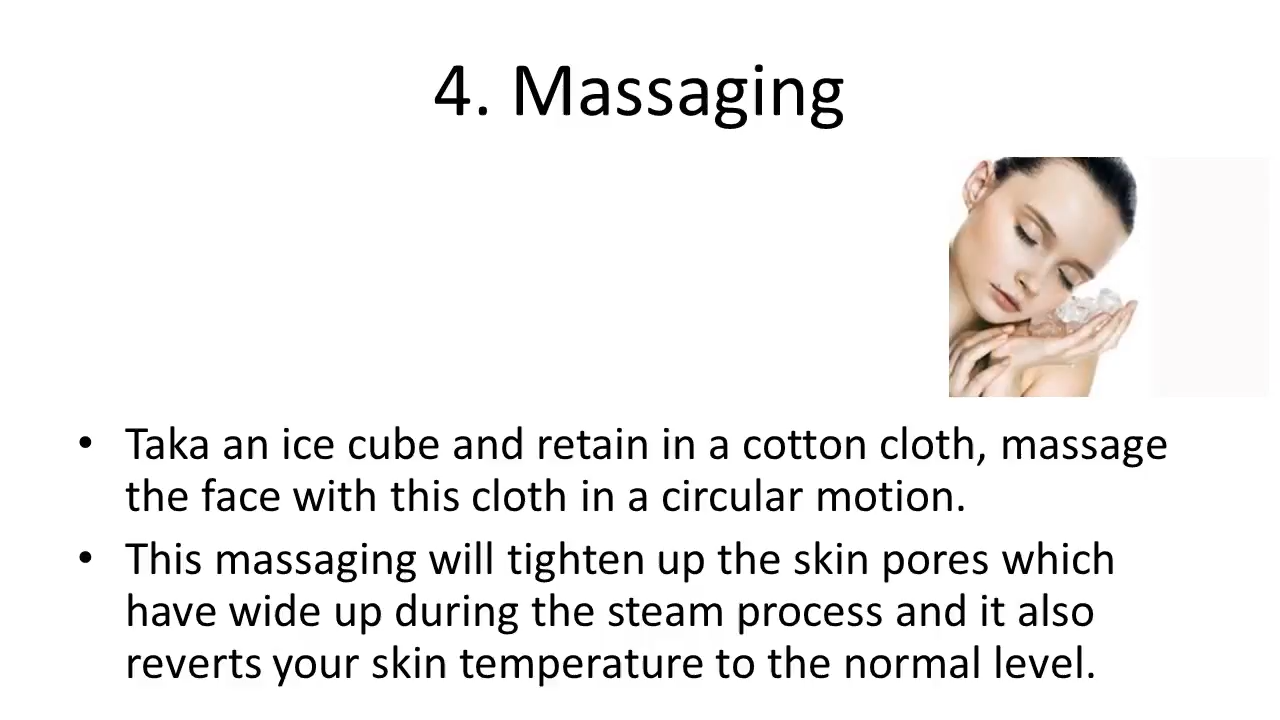 4. Massaging
• Taka an ice cube and retain in a cotton cloth, massage
the face with this cloth in a circular motion.
• This massaging will tighten up the skin pores which
have wide up during the steam process and it also
reverts your skin temperature to the normal level.